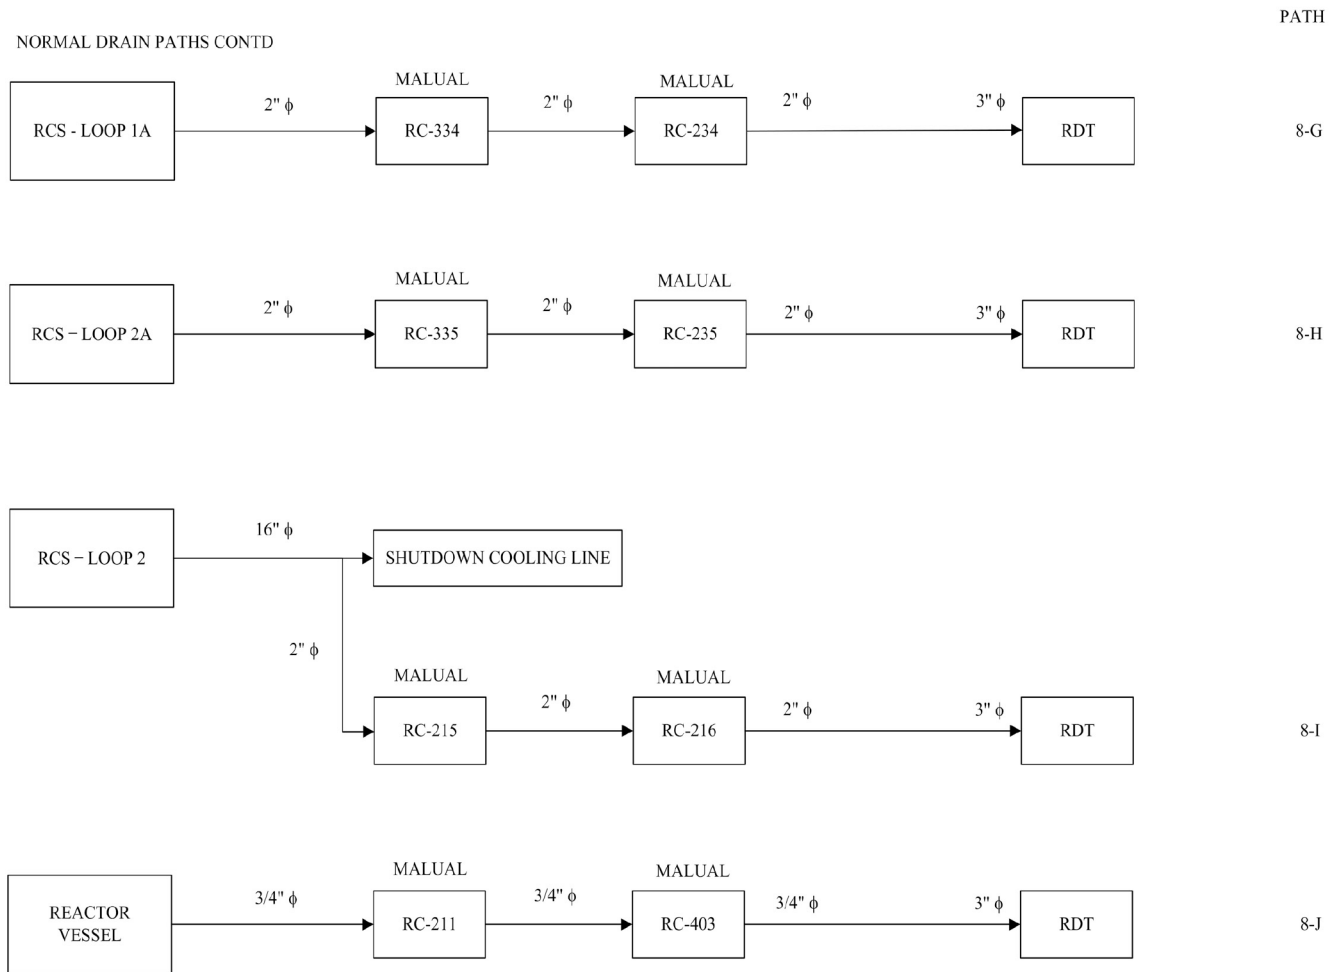 PATH
NORMAL DRAIN PATHS CONTD
MALUAL
MALUAL
2" ϕ
2" ϕ
2" ϕ
3" ϕ
RCS - LOOP 1A
RC-334
RC-234
RDT
8-G
MALUAL
MALUAL
2" ϕ
2" ϕ
2" ϕ
3" ϕ
RCS – LOOP 2A
RC-335
RC-235
RDT
8-H
16" ϕ
RCS – LOOP 2
SHUTDOWN COOLING LINE
2" ϕ
MALUAL
MALUAL
2" ϕ
2" ϕ
3" ϕ
RC-215
RC-216
RDT
8-I
MALUAL
MALUAL
3/4" ϕ
3/4" ϕ
3/4" ϕ
3" ϕ
REACTOR
VESSEL
RC-211
RC-403
RDT
8-J